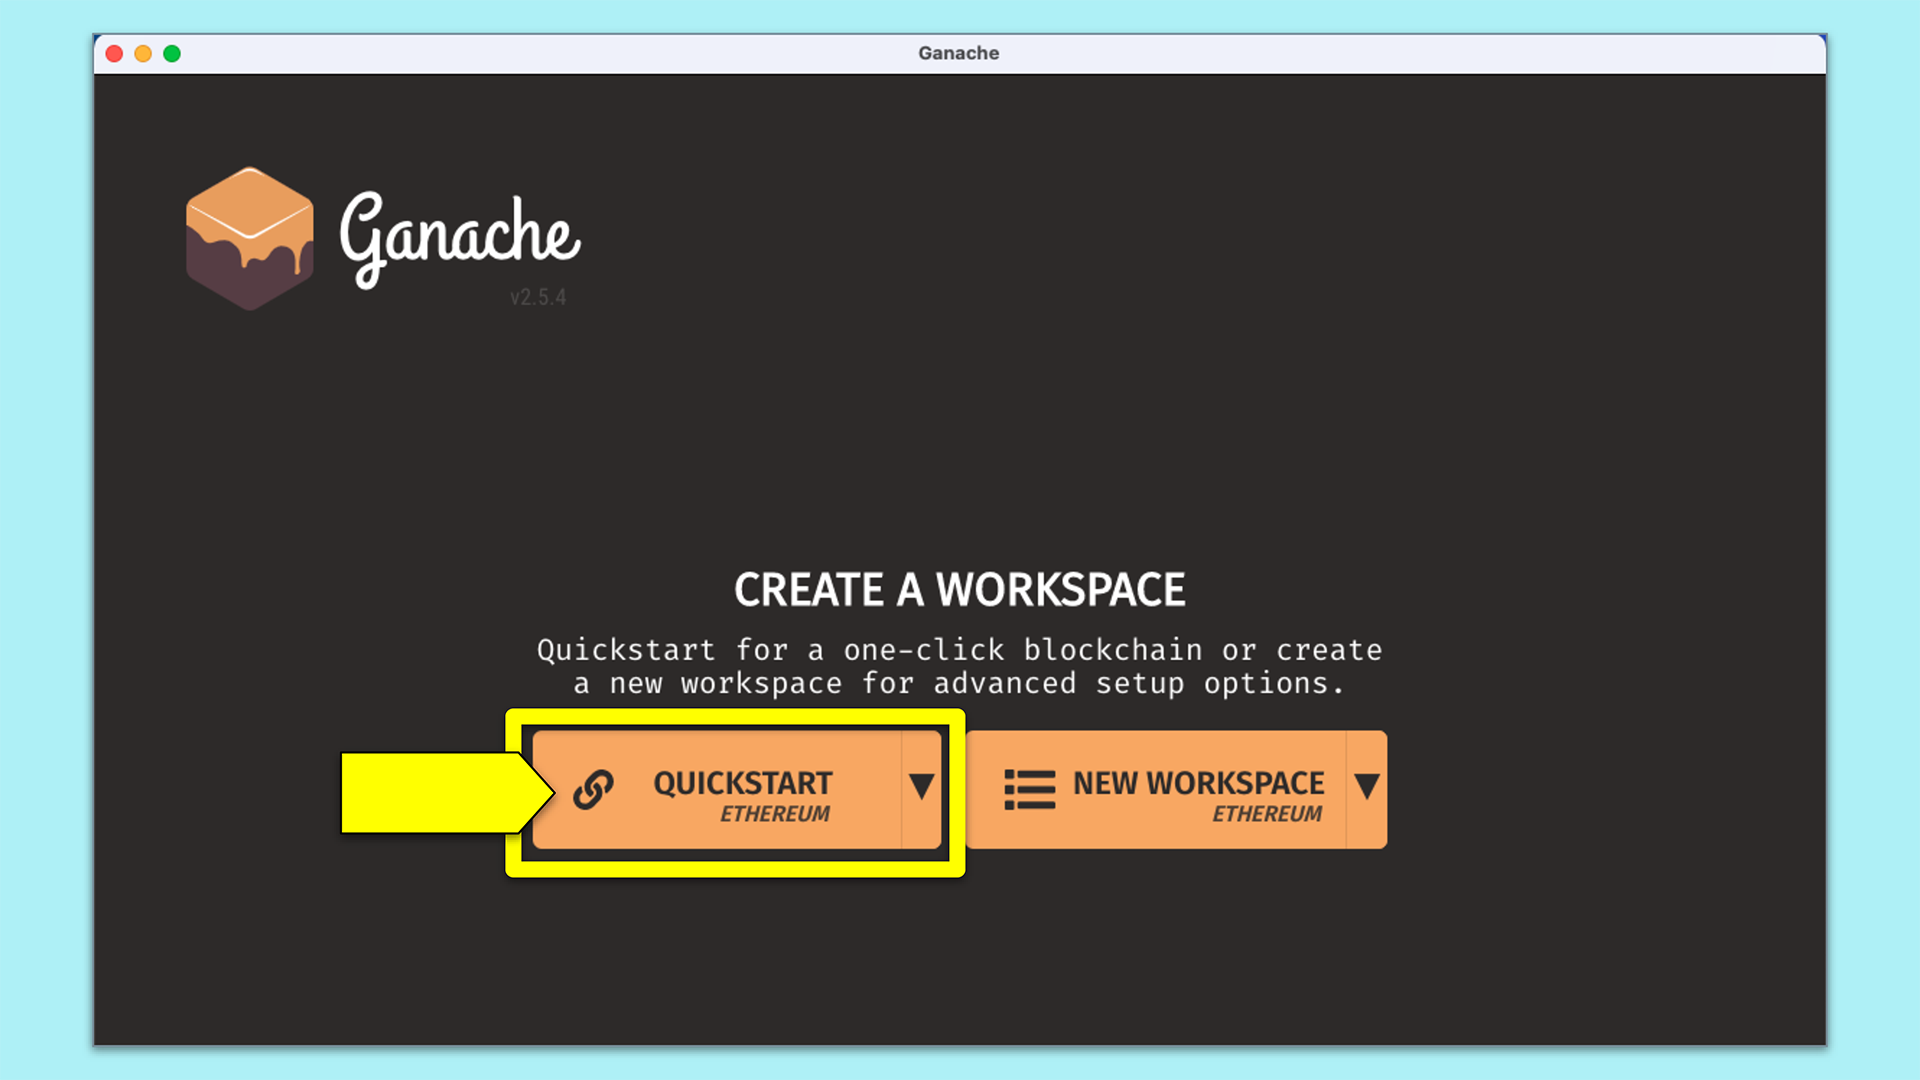 Ganache
Ganache
v2.5.4
CREATE A WORKSPACE
Quickstart for a one-click blockchain or create
a new workspace for advanced setup options.
QUICKSTART
ETHEREUM
NEW WORKSPACE
ETHEREUM